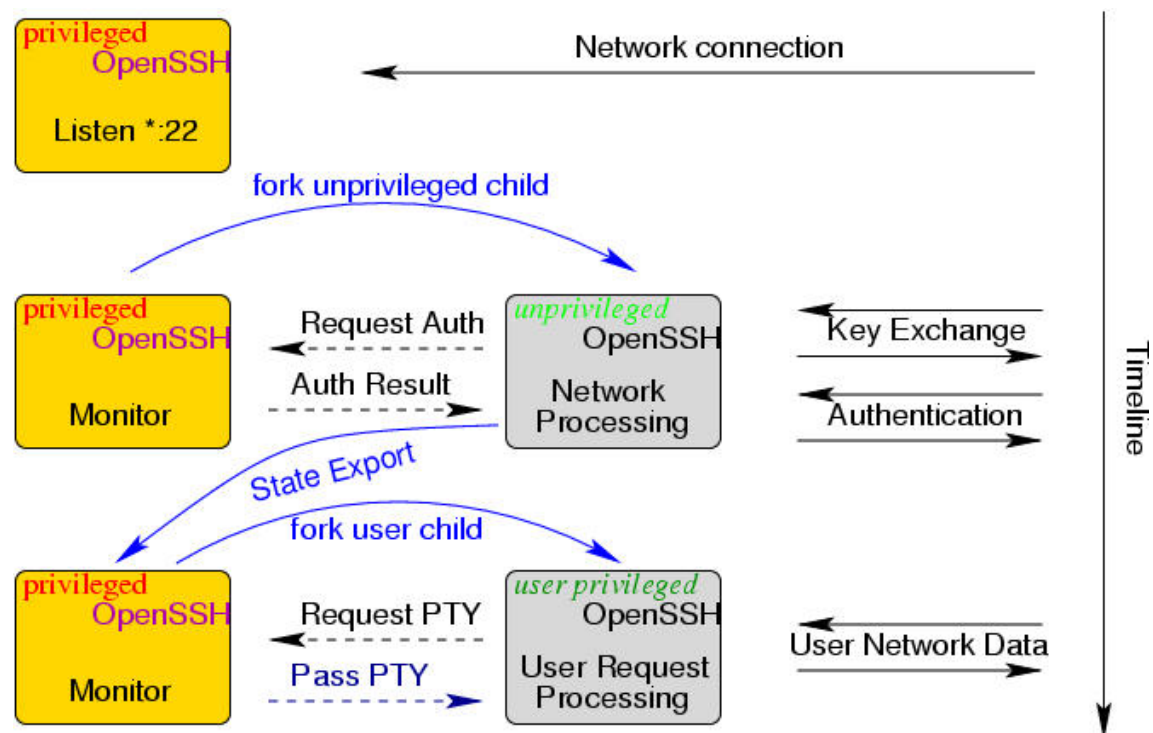 privileged
OpenSSH
Listen *:22
Network connection
fork unprivileged child
privileged
OpenSSH
Monitor
Request Auth
Auth Result
unprivileged
OpenSSH
Network
Processing
Key Exchange
Authentication
Timeline
State Export
fork user child
privileged
OpenSSH
Monitor
Request PTY
Pass PTY
user privileged
OpenSSH
User Request
Processing
User Network Data